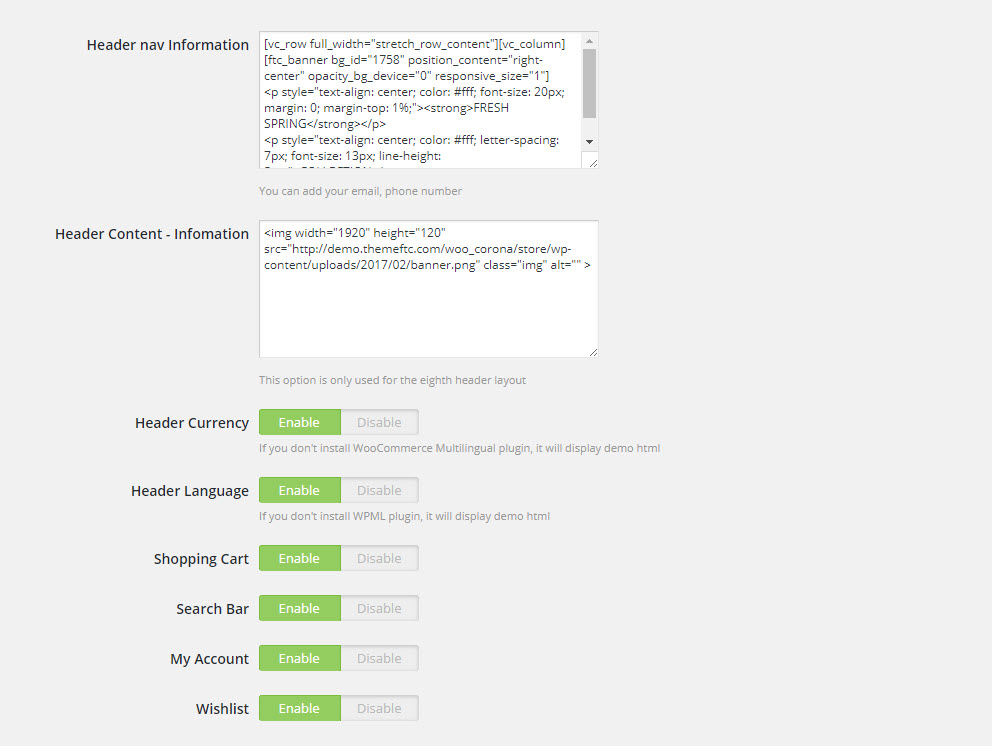 Header nav Information
[vc_row full_width="stretch_row_content"][vc_column]
[ftc_banner bg_id="1758" position_content="right-
center" opacity_bg_device="0" responsive_size="1"]
<p style="text-align: center; color: #fff; font-size: 20px;
margin: 0; margin-top: 1%;"><strong>FRESH
SPRING</strong></p>
<p style="text-align: center; color: #fff; letter-spacing:
7px; font-size: 13px; line-height:
You can add your email, phone number
Header Content - Infomation
<img width="1920" height="120"
src="http://demo.themeftc.com/woo_corona/store/wp-
content/uploads/2017/02/banner.png" class="img" alt="" >
This option is only used for the eighth header layout
Header Currency Enable Disable
If you don't install WooCommerce Multilingual plugin, it will display demo html
Header Language Enable Disable
If you don't install WPML plugin, it will display demo html
Shopping Cart Enable Disable
Search Bar Enable Disable
My Account Enable Disable
Wishlist Enable Disable